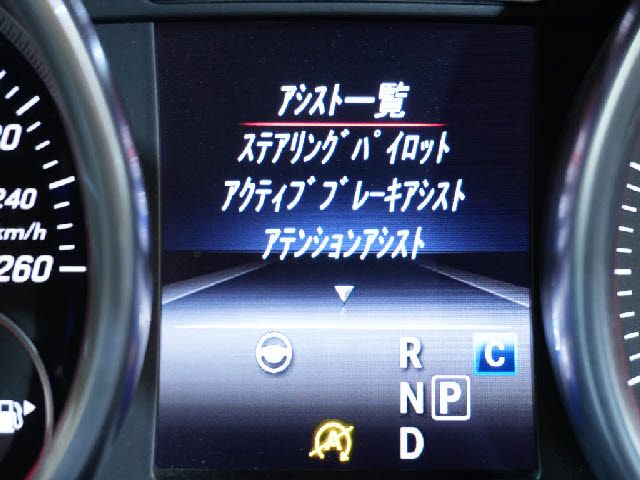 アシスト一覧
ステアリングパイロット
アクティブブレーキアシスト
アテンションアシスト
240
km/h
260
R
C
N P
A
D